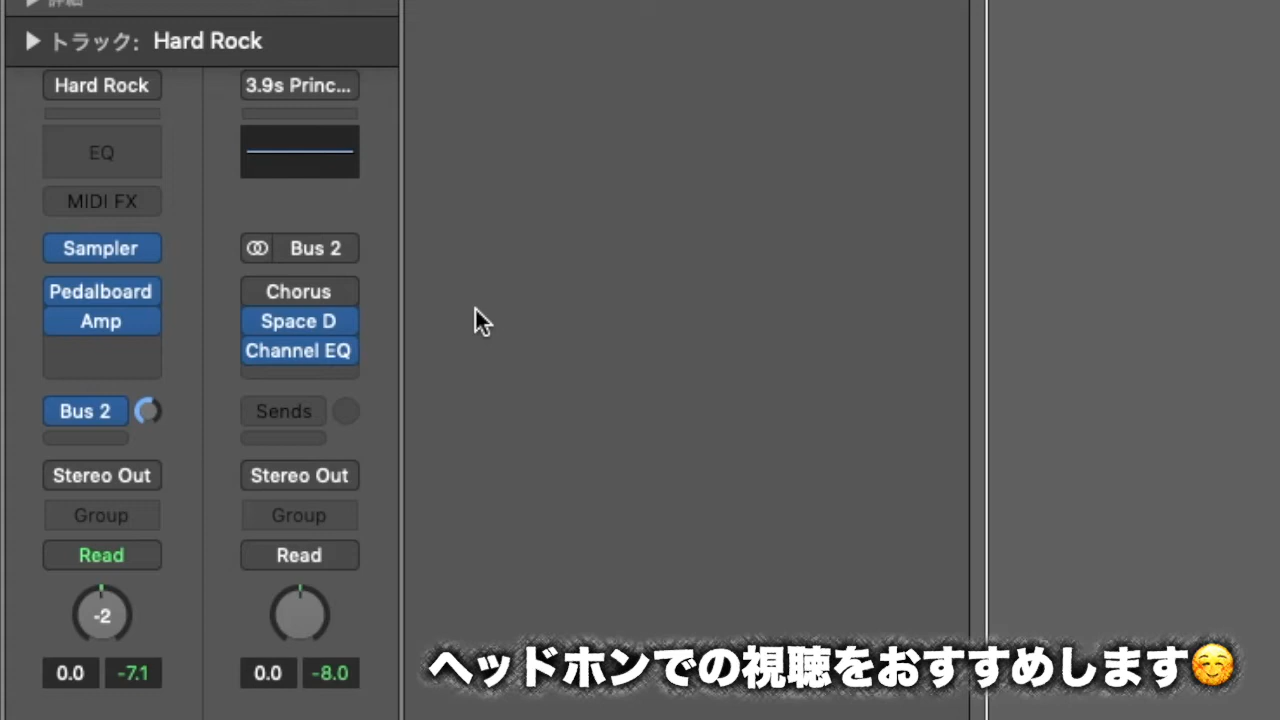 詳細
トラック: Hard Rock
Hard Rock
3.9s Princ...
EQ
MIDI FX
Sampler
Bus 2
Pedalboard
Chorus
Amp
Space D
Channel EQ
Bus 2
Sends
Stereo Out
Stereo Out
Group
Group
Read
Read
-2
0.0 -7.1
0.0 -8.0
ヘッドホンでの視聴をおすすめします☺️